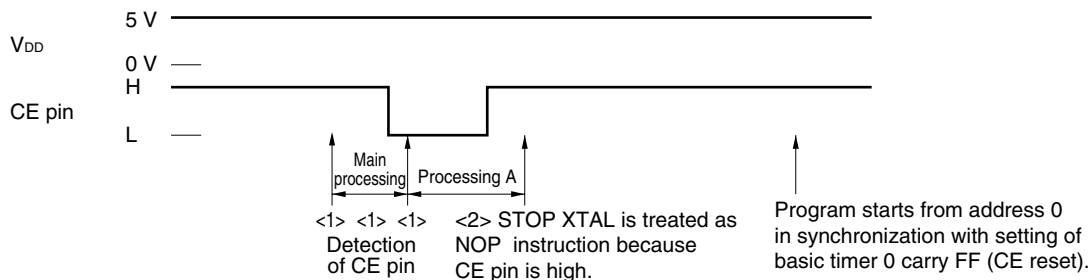 5 V
VDD
0 V
H
CE pin
L
Main
processing
Processing A
<1> <1> <1>
Detection
of CE pin
<2> STOP XTAL is treated as
NOP instruction because
CE pin is high.
Program starts from address 0
in synchronization with setting of
basic timer 0 carry FF (CE reset).